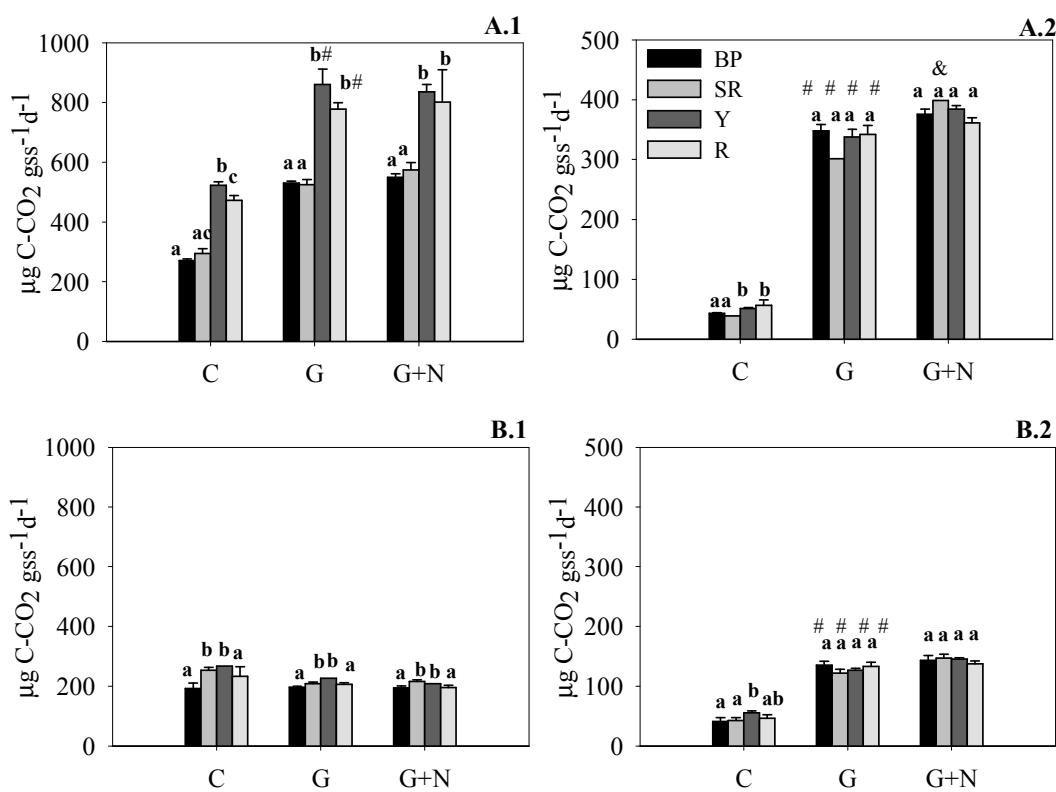 A.1
1000
800
600
400
200
0
µg C-CO2 gss-1d-1
a
ac
b
c
a a
b#
b#
a
a
b
b
C
G
G+N
A.2
500
400
300
200
100
0
µg C-CO2 gss-1d-1
BP
SR
Y
R
aa
b
b
# # # #
a a a a
&
a a a a
C
G
G+N
B.1
1000
800
600
400
200
0
µg C-CO2 gss-1d-1
a b b a
a b b a
a b b a
C
G
G+N
B.2
500
400
300
200
100
0
µg C-CO2 gss-1d-1
a a b ab
# # # #
a a a a
a a a a
C
G
G+N